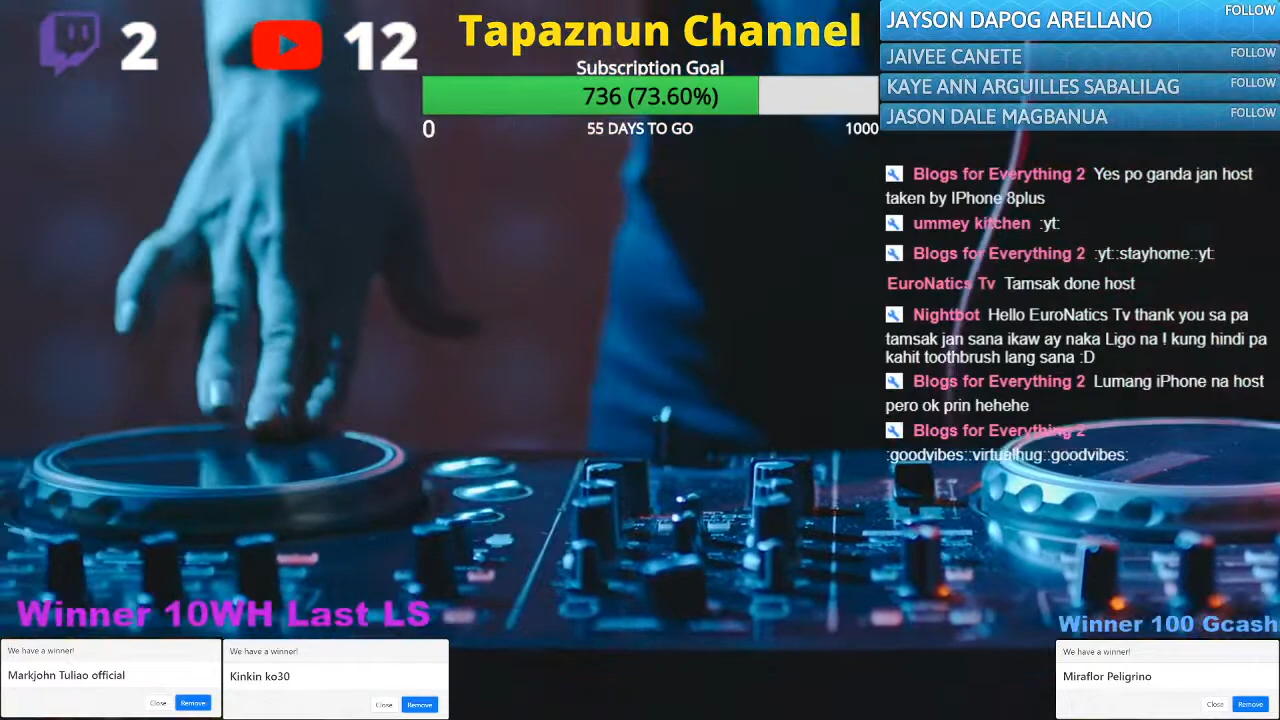 2
12
Tapaznun Channel
Subscription Goal
736 (73.60%)
0
55 DAYS TO GO
1000
JAYSON DAPOG ARELLANO FOLLOW
JAIVEE CANETE FOLLOW
KAYE ANN ARGUILLES SABALILAG FOLLOW
JASON DALE MAGBANUA FOLLOW
Blogs for Everything 2 Yes po ganda jan host
taken by IPhone 8plus
ummey kitchen :yt:
Blogs for Everything 2 :yt::stayhome::yt:
EuroNatics Tv Tamsak done host
Nightbot Hello EuroNatics Tv thank you sa pa
tamsak jan sana ikaw ay naka Ligo na ! kung hindi pa
kahit toothbrush lang sana :D
Blogs for Everything 2 Lumang iPhone na host
pero ok prin hehehe
Blogs for Everything 2
:goodvibes::virtualhug::goodvibes:
Winner 10WH Last LS
We have a winner!
Markjohn Tuliao official
Close Remove
We have a winner!
Kinkin ko30
Close Remove
Winner 100 Gcash
We have a winner!
Miraflor Peligrino
Close Remove